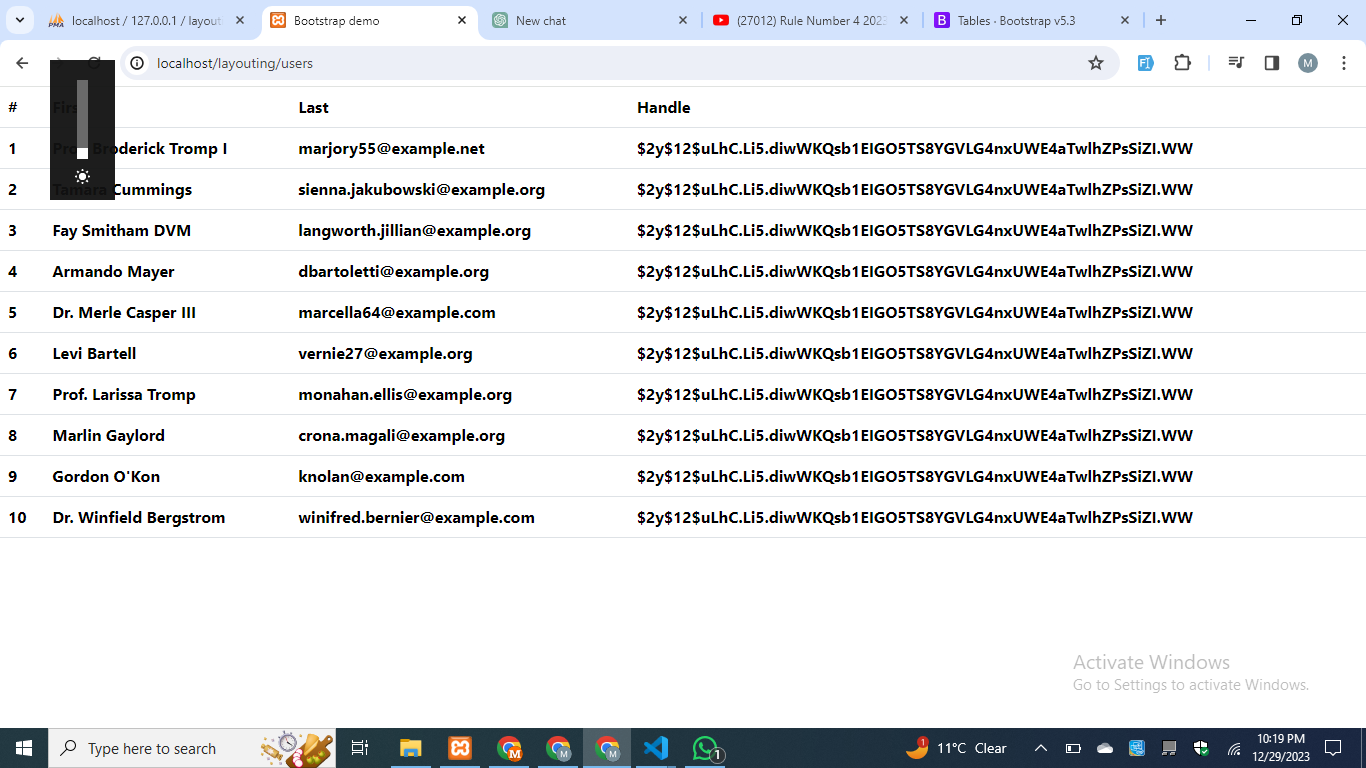 localhost / 127.0.0.1 / layouti
Bootstrap demo
New chat
(27012) Rule Number 4 2023
Tables · Bootstrap v5.3
localhost/layouting/users
M
# First Last Handle
1 Prof. Broderick Tromp I marjory55@example.net $2y$12$uLhC.Li5.diwWKQsb1EIGO5TS8YGVLG4nxUWE4aTwlhZPsSiZI.WW
2 Tamara Cummings sienna.jakubowski@example.org $2y$12$uLhC.Li5.diwWKQsb1EIGO5TS8YGVLG4nxUWE4aTwlhZPsSiZI.WW
3 Fay Smitham DVM langworth.jillian@example.org $2y$12$uLhC.Li5.diwWKQsb1EIGO5TS8YGVLG4nxUWE4aTwlhZPsSiZI.WW
4 Armando Mayer dbartoletti@example.org $2y$12$uLhC.Li5.diwWKQsb1EIGO5TS8YGVLG4nxUWE4aTwlhZPsSiZI.WW
5 Dr. Merle Casper III marcella64@example.com $2y$12$uLhC.Li5.diwWKQsb1EIGO5TS8YGVLG4nxUWE4aTwlhZPsSiZI.WW
6 Levi Bartell vernie27@example.org $2y$12$uLhC.Li5.diwWKQsb1EIGO5TS8YGVLG4nxUWE4aTwlhZPsSiZI.WW
7 Prof. Larissa Tromp monahan.ellis@example.org $2y$12$uLhC.Li5.diwWKQsb1EIGO5TS8YGVLG4nxUWE4aTwlhZPsSiZI.WW
8 Marlin Gaylord crona.magali@example.org $2y$12$uLhC.Li5.diwWKQsb1EIGO5TS8YGVLG4nxUWE4aTwlhZPsSiZI.WW
9 Gordon O'Kon knolan@example.com $2y$12$uLhC.Li5.diwWKQsb1EIGO5TS8YGVLG4nxUWE4aTwlhZPsSiZI.WW
10 Dr. Winfield Bergstrom winifred.bernier@example.com $2y$12$uLhC.Li5.diwWKQsb1EIGO5TS8YGVLG4nxUWE4aTwlhZPsSiZI.WW
Activate Windows
Go to Settings to activate Windows.
Type here to search
11°C Clear
10:19 PM
12/29/2023